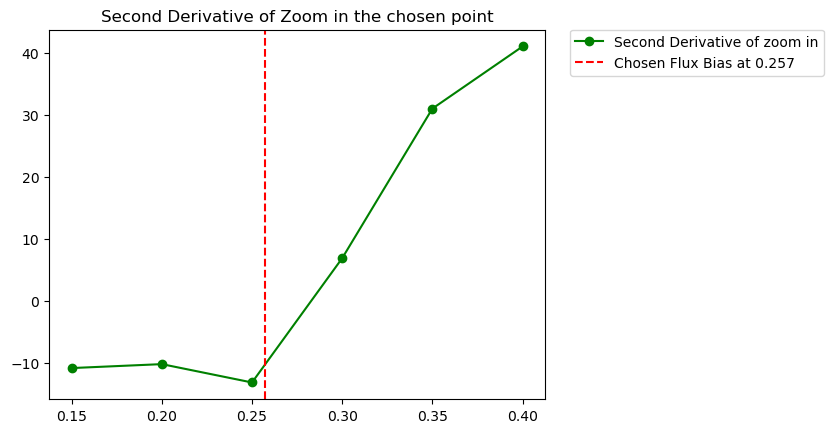 Second Derivative of Zoom in the chosen point
Second Derivative of zoom in
Chosen Flux Bias at 0.257
40
30
20
10
0
−10
0.15 0.20 0.25 0.30 0.35 0.40